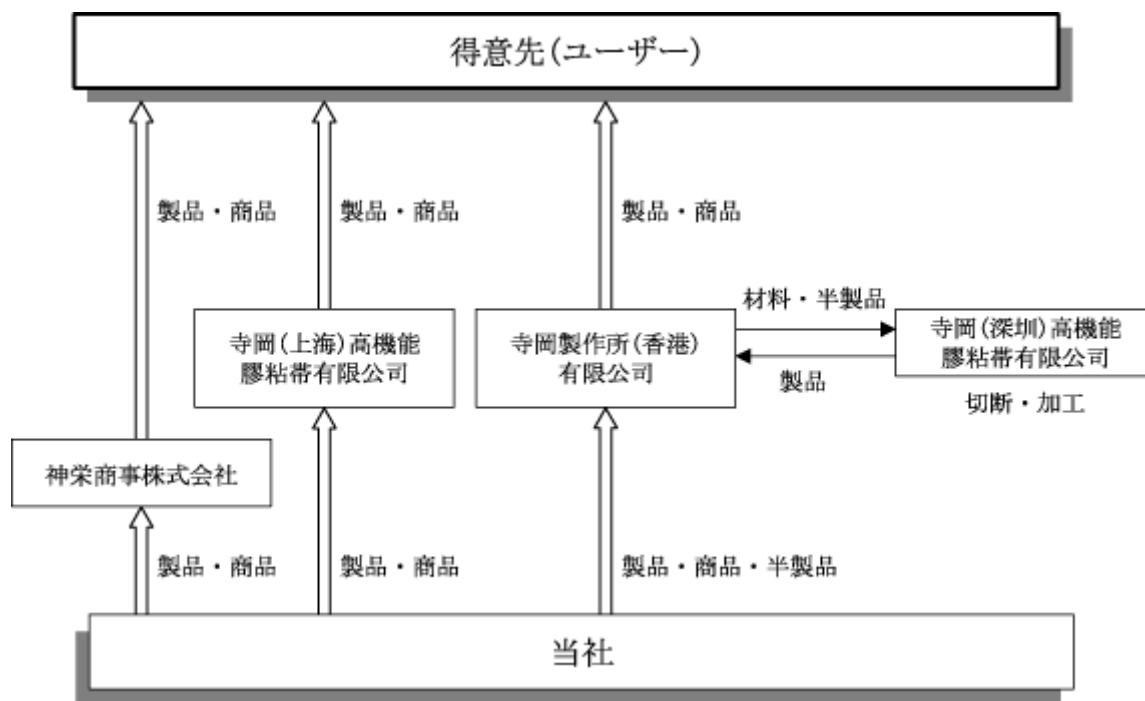 得意先(ユーザー)
製品・商品
製品・商品
製品・商品
材料・半製品
寺岡(上海)高機能
膠粘帯有限公司
寺岡製作所(香港)
有限公司
寺岡(深圳)高機能
膠粘帯有限公司
製品
切断・加工
神栄商事株式会社
製品・商品
製品・商品
製品・商品・半製品
当社